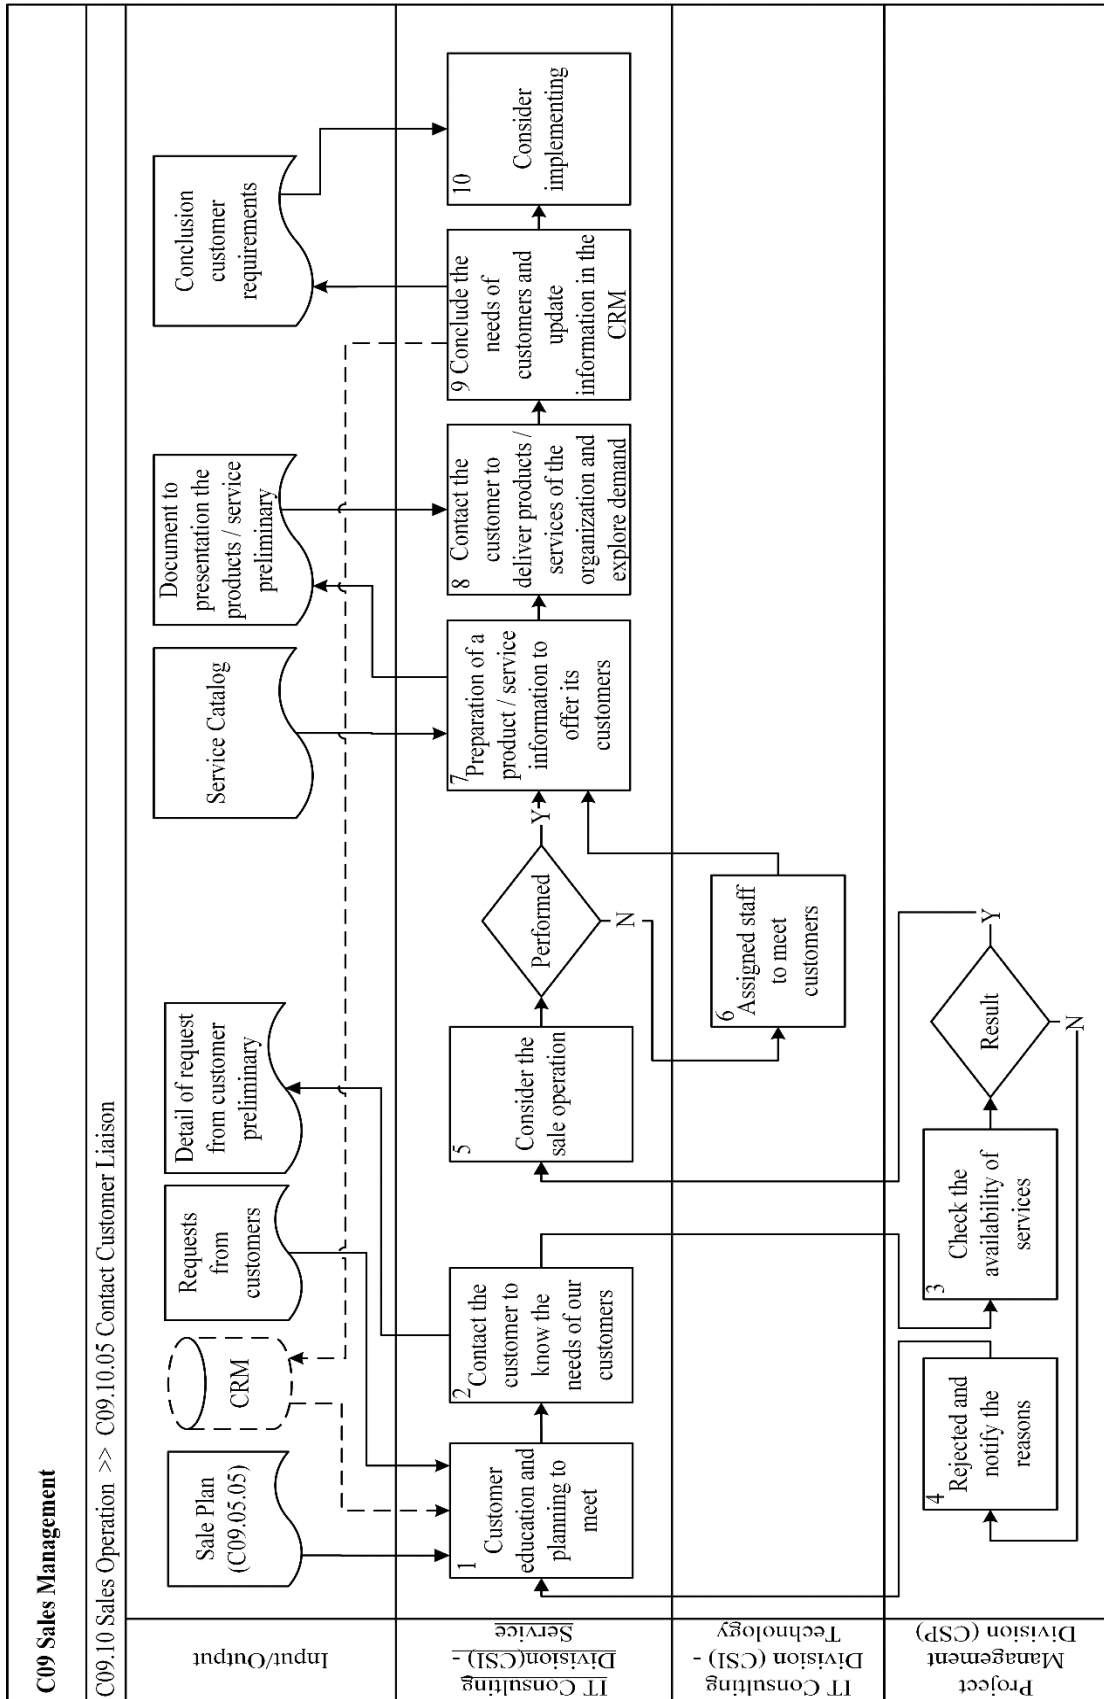 C09 Sales Management
C09.10 Sales Operation >> C09.10.05 Contact Customer Liaison
Input/Output
Sale Plan
(C09.05.05)
CRM
Requests
from
customers
Detail of request
from customer
preliminary
Service Catalog
Document to
presentation the
products / service
preliminary
Conclusion
customer
requirements
IT Consulting
Division(CSI) -
Service
1
Customer
education and
planning to
meet
2
Contact the
customer to
know the
needs of our
customers
5
Consider the
sale operation
Performed
Y
N
7
Preparation of a
product / service
information to
offer its
customers
8
Contact the
customer to
deliver products /
services of the
organization and
explore demand
9
Conclude the
needs of
customers and
update
information in the
CRM
10
Consider
implementing
IT Consulting
Division (CSI) -
Technology
6
Assigned staff
to meet
customers
Project
Management
Division (CSP)
4
Rejected and
notify the
reasons
3
Check the
availability of
services
Result
Y
N